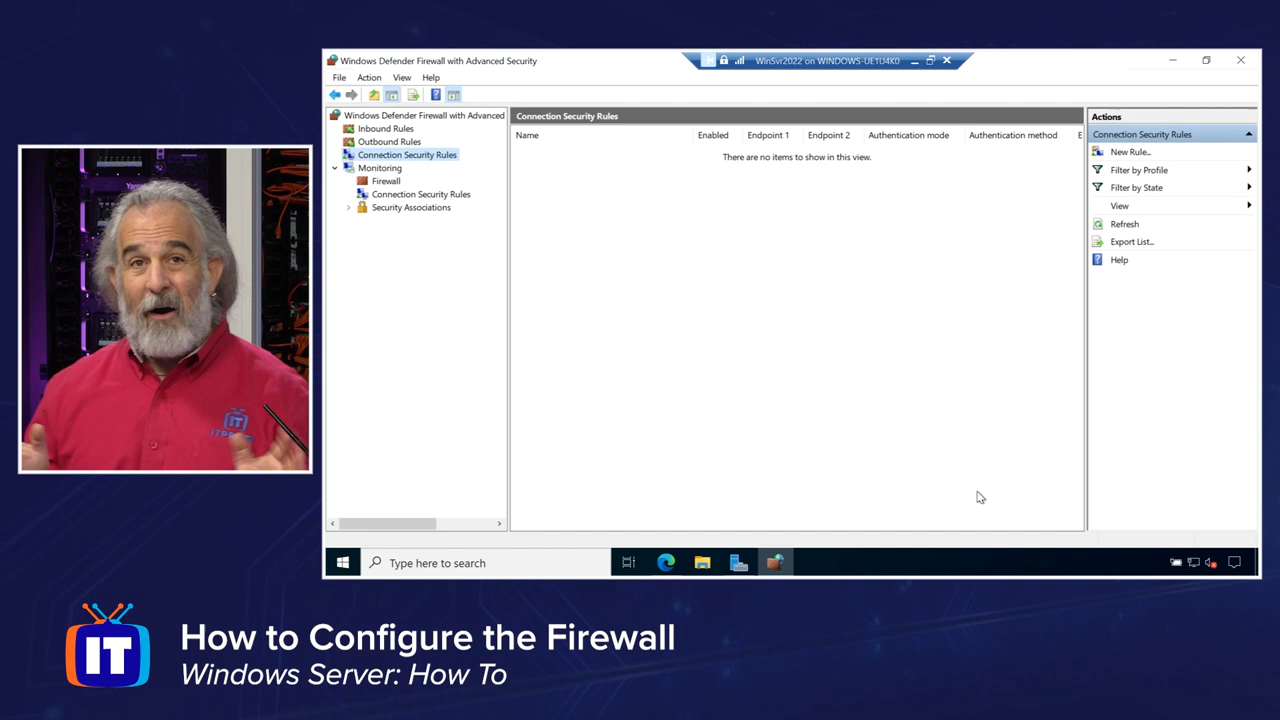 Windows Defender Firewall with Advanced Security
WinSvr2022 on WINDOWS-UE1U4K0
File Action View Help
Windows Defender Firewall with Advanced
Inbound Rules
Outbound Rules
Connection Security Rules
Monitoring
Firewall
Connection Security Rules
Security Associations
Connection Security Rules
Name Enabled Endpoint 1 Endpoint 2 Authentication mode Authentication method E
There are no items to show in this view.
Actions
Connection Security Rules
New Rule...
Filter by Profile
Filter by State
View
Refresh
Export List...
Help
IT
Type here to search
IT
How to Configure the Firewall
Windows Server: How To